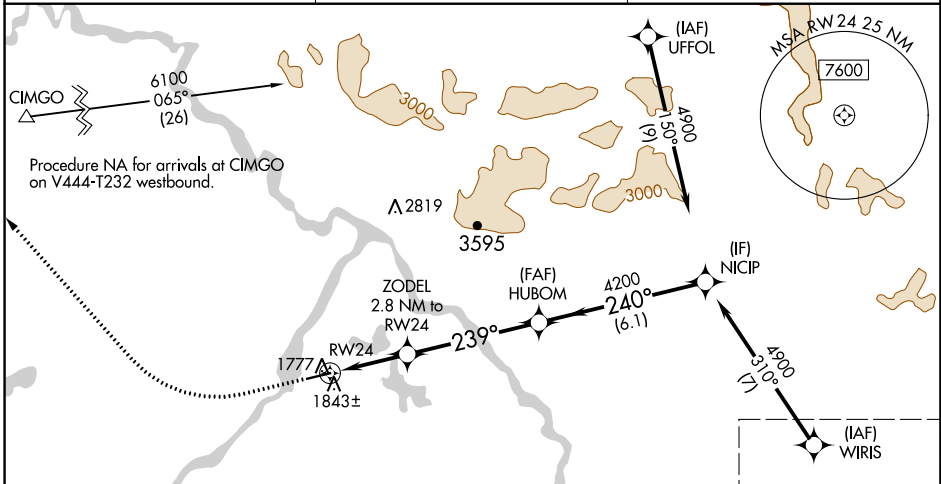 CIMGO
6100
065°
(26)
Procedure NA for arrivals at CIMGO
on V444-T232 westbound.
3000
2819
3595
(IAF)
UFFOL
4900
150°
(9)
3000
MSA RW 24 25 NM
7600
(IF)
NICIP
4200
240°
(6.1)
(FAF)
HUBOM
239°
ZODEL
2.8 NM to
RW24
RW24
1777
1843±
4900
310°
(7)
(IAF)
WIRIS